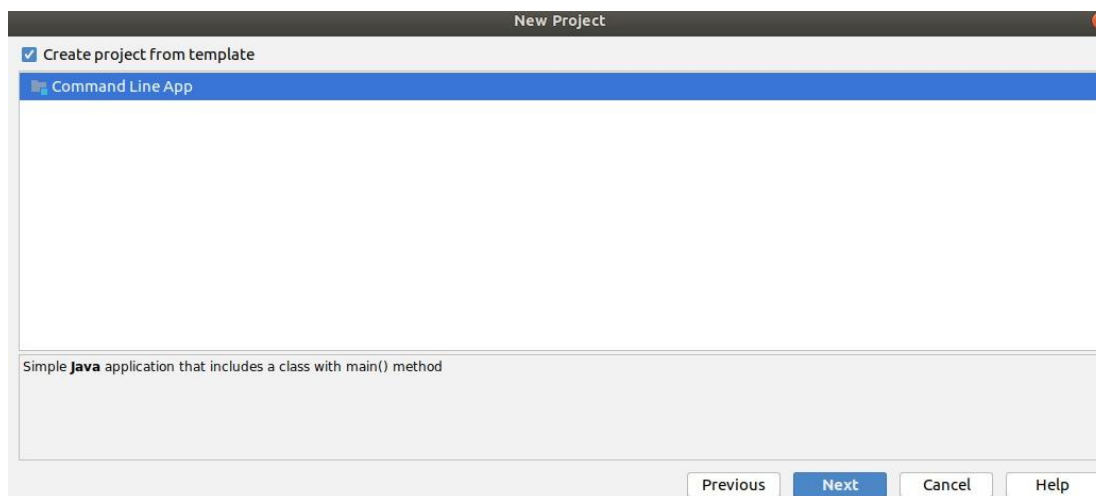 New Project
Create project from template
Command Line App
Simple Java application that includes a class with main() method
Previous Next Cancel Help